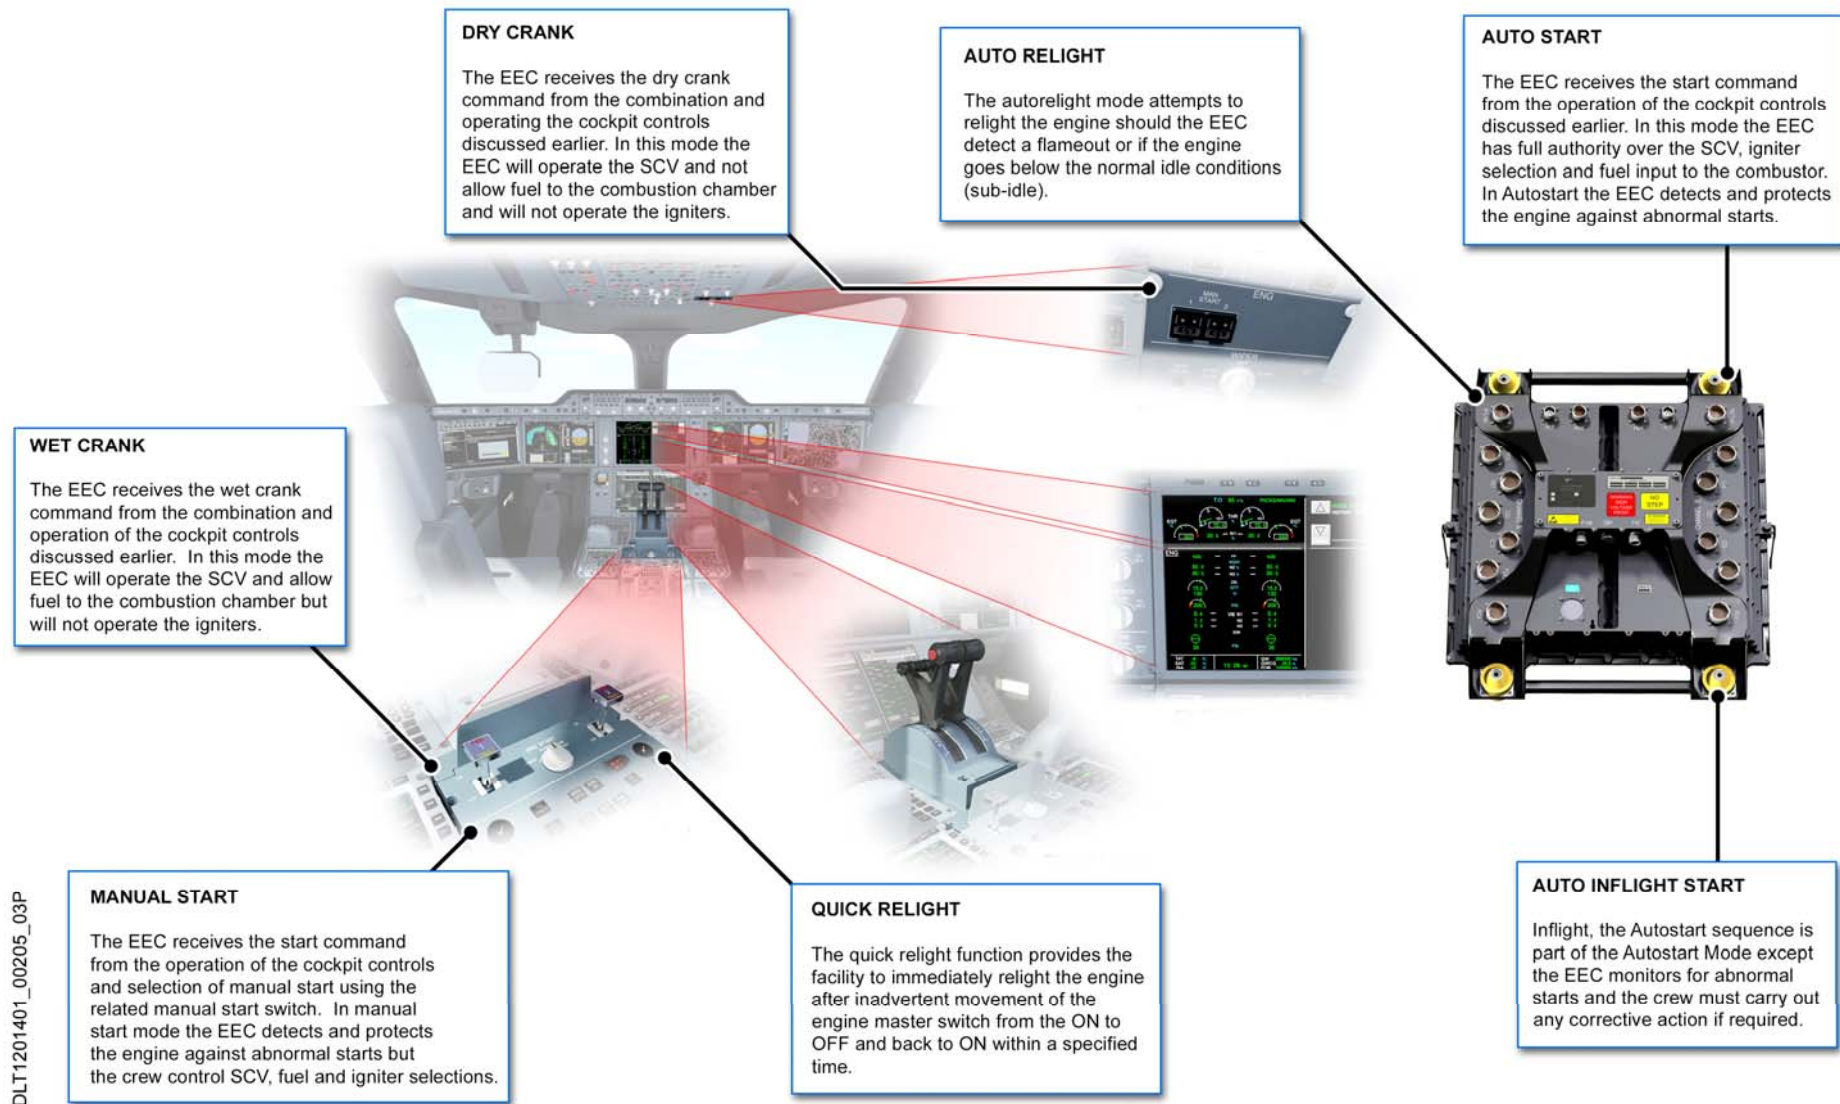 DRY CRANK
The EEC receives the dry crank
command from the combination and
operating the cockpit controls
discussed earlier. In this mode the
EEC will operate the SCV and not
allow fuel to the combustion chamber
and will not operate the igniters.
AUTO RELIGHT
The autorelight mode attempts to
relight the engine should the EEC
detect a flameout or if the engine
goes below the normal idle conditions
(sub-idle).
AUTO START
The EEC receives the start command
from the operation of the cockpit controls
discussed earlier. In this mode the EEC
has full authority over the SCV, igniter
selection and fuel input to the combustor.
In Autostart the EEC detects and protects
the engine against abnormal starts.
MAN
START
1 2
ENG
WET CRANK
The EEC receives the wet crank
command from the combination and
operation of the cockpit controls
discussed earlier. In this mode the
EEC will operate the SCV and allow
fuel to the combustion chamber but
will not operate the igniters.
NO
STEP
ENG
MANUAL START
The EEC receives the start command
from the operation of the cockpit controls
and selection of manual start using the
related manual start switch. In manual
start mode the EEC detects and protects
the engine against abnormal starts but
the crew control SCV, fuel and igniter selections.
QUICK RELIGHT
The quick relight function provides the
facility to immediately relight the engine
after inadvertent movement of the
engine master switch from the ON to
OFF and back to ON within a specified
time.
AUTO INFLIGHT START
Inflight, the Autostart sequence is
part of the Autostart Mode except
the EEC monitors for abnormal
starts and the crew must carry out
any corrective action if required.
DLT1201401_00205_03P